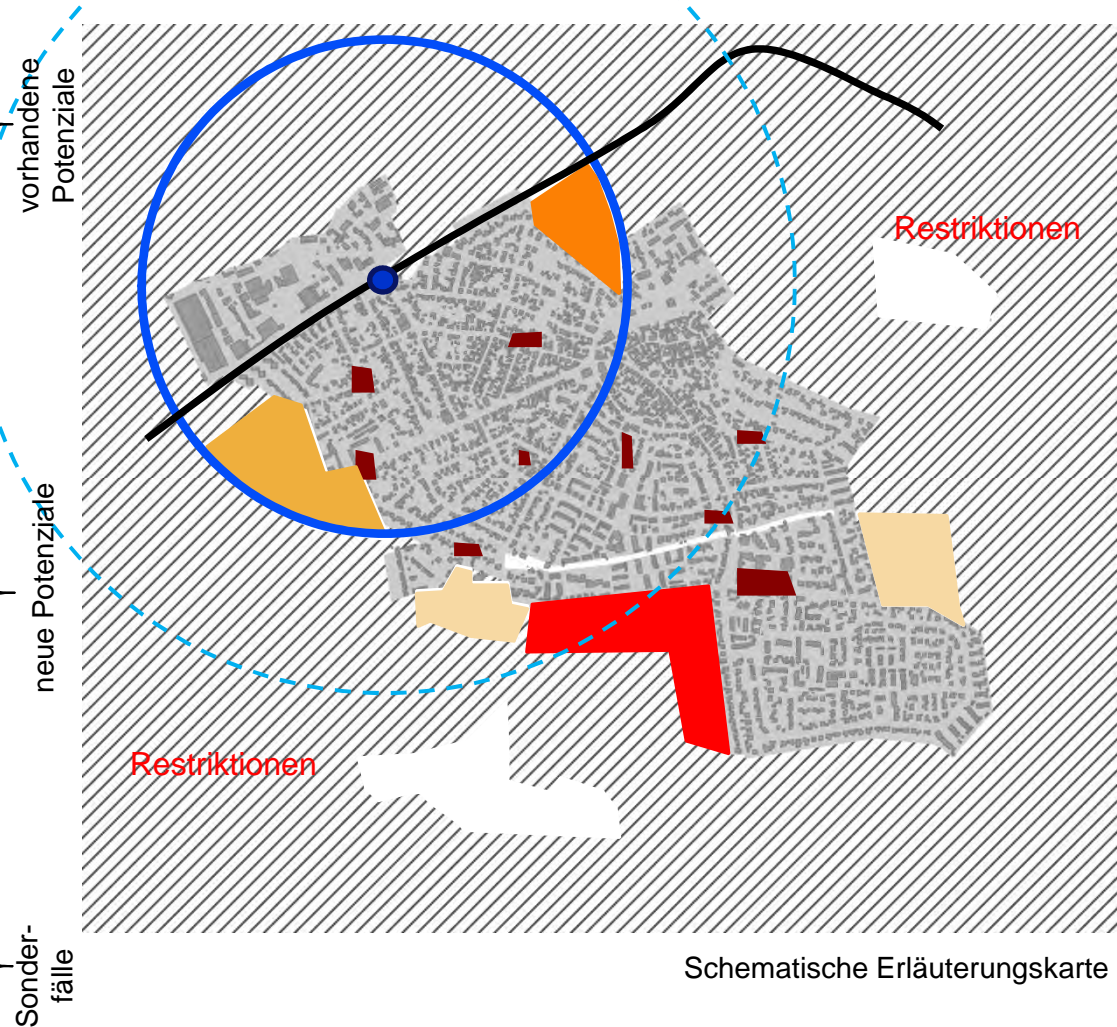 vorhandene
Potenziale
Restriktionen
neue Potenziale
Restriktionen
Sonder-
fälle
Schematische Erläuterungskarte